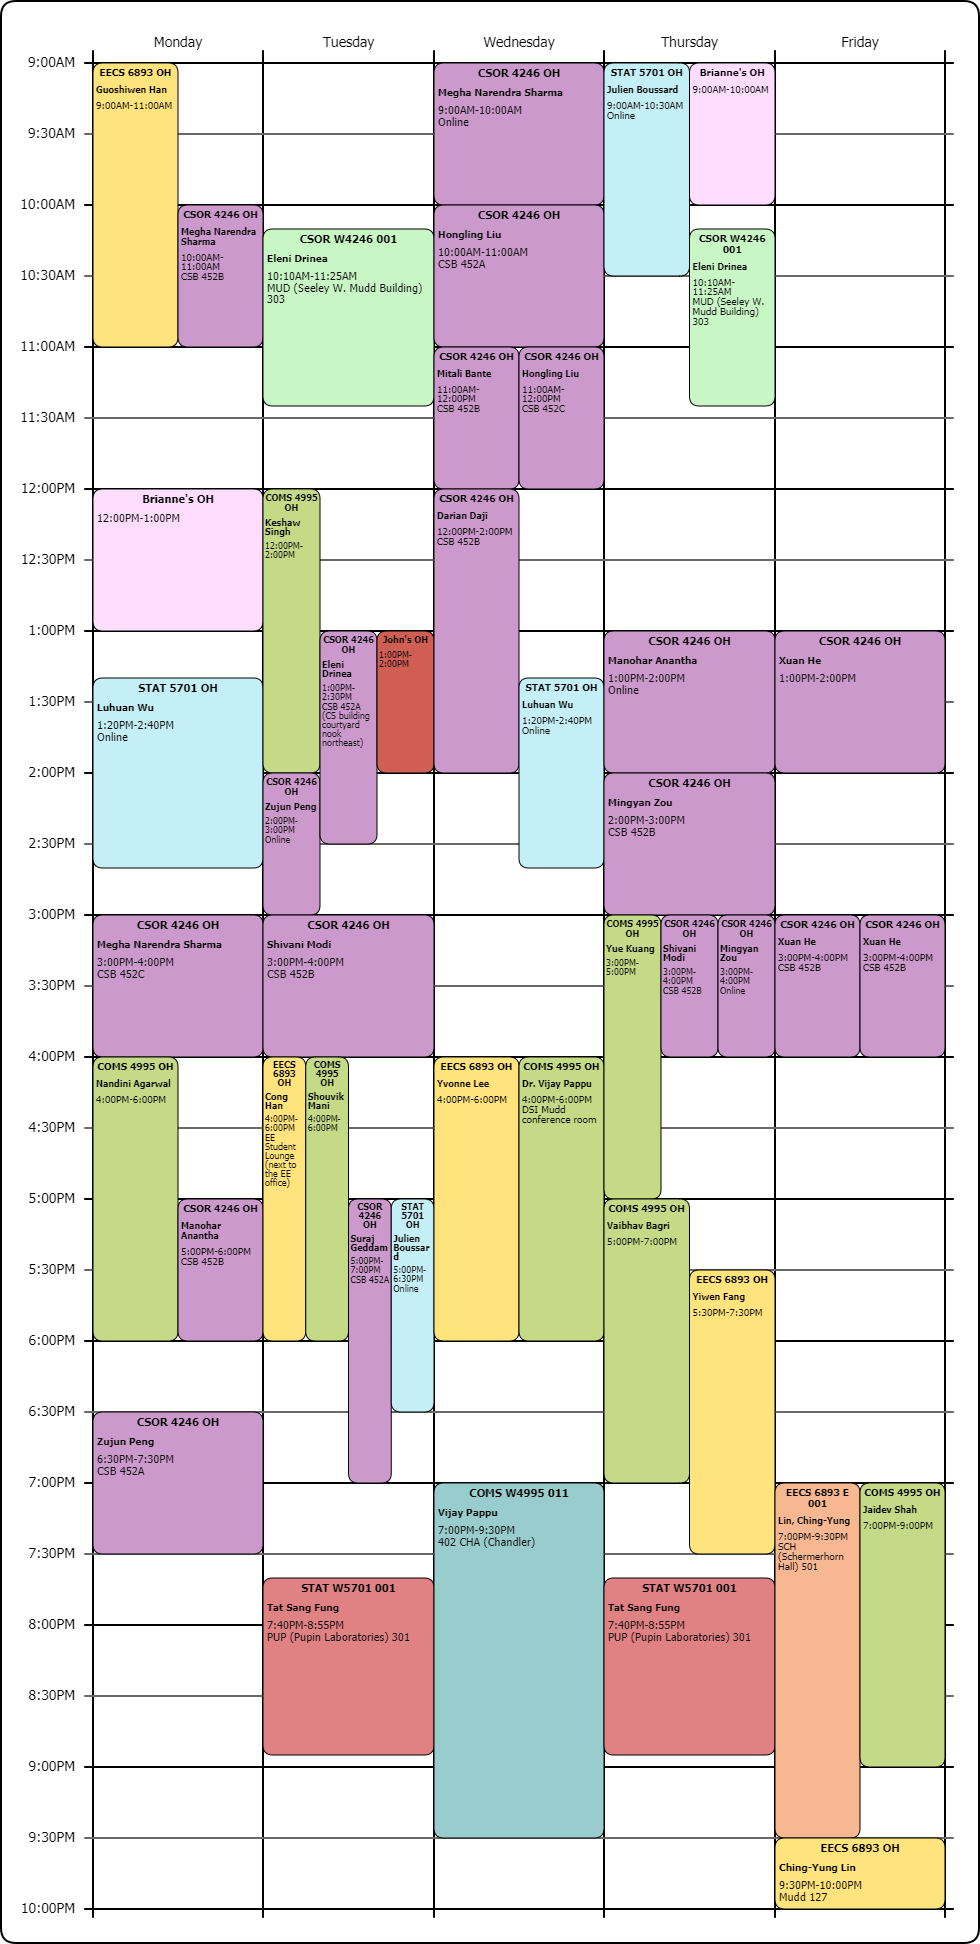 Monday
Tuesday
Wednesday
Thursday
Friday
9:00AM
9:30AM
10:00AM
10:30AM
11:00AM
11:30AM
12:00PM
12:30PM
1:00PM
1:30PM
2:00PM
2:30PM
3:00PM
3:30PM
4:00PM
4:30PM
5:00PM
5:30PM
6:00PM
6:30PM
7:00PM
7:30PM
8:00PM
8:30PM
9:00PM
9:30PM
10:00PM
EECS 6893 OH
Guoshiwen Han
9:00AM-11:00AM
CSOR 4246 OH
Megha Narendra
Sharma
10:00AM-
11:00AM
CSB 452B
Brianne's OH
12:00PM-1:00PM
STAT 5701 OH
Luhuan Wu
1:20PM-2:40PM
Online
CSOR 4246 OH
Megha Narendra Sharma
3:00PM-4:00PM
CSB 452C
COMS 4995 OH
Nandini Agarwal
4:00PM-6:00PM
CSOR 4246 OH
Manohar
Anantha
5:00PM-6:00PM
CSB 452B
CSOR 4246 OH
Zujun Peng
6:30PM-7:30PM
CSB 452A
CSOR W4246 001
Eleni Drinea
10:10AM-11:25AM
MUD (Seeley W. Mudd Building)
303
COMS 4995
OH
Keshaw
Singh
12:00PM-
2:00PM
CSOR 4246
OH
Eleni
Drinea
1:00PM-
2:30PM
CSB 452A
(CS building
courtyard
nook
northeast)
John's OH
1:00PM-
2:00PM
CSOR 4246
OH
Zujun Peng
2:00PM-
3:00PM
Online
CSOR 4246 OH
Shivani Modi
3:00PM-4:00PM
CSB 452B
EECS
6893
OH
Cong
Han
4:00PM-
6:00PM
EE
Student
Lounge
(next to
the EE
office)
COMS
4995
OH
Shouvik
Mani
4:00PM-
6:00PM
CSOR
4246
OH
Suraj
Geddam
5:00PM-
7:00PM
CSB 452A
STAT
5701
OH
Julien
Boussar
d
5:00PM-
6:30PM
Online
STAT W5701 001
Tat Sang Fung
7:40PM-8:55PM
PUP (Pupin Laboratories) 301
CSOR 4246 OH
Megha Narendra Sharma
9:00AM-10:00AM
Online
CSOR 4246 OH
Hongling Liu
10:00AM-11:00AM
CSB 452A
CSOR 4246 OH
Mitali Bante
11:00AM-
12:00PM
CSB 452B
CSOR 4246 OH
Hongling Liu
11:00AM-
12:00PM
CSB 452C
CSOR 4246 OH
Darian Daji
12:00PM-2:00PM
CSB 452B
STAT 5701 OH
Luhuan Wu
1:20PM-2:40PM
Online
EECS 6893 OH
Yvonne Lee
4:00PM-6:00PM
COMS 4995 OH
Dr. Vijay Pappu
4:00PM-6:00PM
DSI Mudd
conference room
COMS W4995 011
Vijay Pappu
7:00PM-9:30PM
402 CHA (Chandler)
STAT 5701 OH
Julien Boussard
9:00AM-10:30AM
Online
Brianne's OH
9:00AM-10:00AM
CSOR W4246
001
Eleni Drinea
10:10AM-
11:25AM
MUD (Seeley W.
Mudd Building)
303
CSOR 4246 OH
Manohar Anantha
1:00PM-2:00PM
Online
CSOR 4246 OH
Mingyan Zou
2:00PM-3:00PM
CSB 452B
COMS 4995
OH
Yue Kuang
3:00PM-
5:00PM
CSOR 4246
OH
Shivani
Modi
3:00PM-
4:00PM
CSB 452B
CSOR 4246
OH
Mingyan
Zou
3:00PM-
4:00PM
Online
COMS 4995 OH
Vaibhav Bagri
5:00PM-7:00PM
EECS 6893 OH
Yiwen Fang
5:30PM-7:30PM
STAT W5701 001
Tat Sang Fung
7:40PM-8:55PM
PUP (Pupin Laboratories) 301
CSOR 4246 OH
Xuan He
1:00PM-2:00PM
CSOR 4246 OH
Xuan He
3:00PM-4:00PM
CSB 452B
CSOR 4246 OH
Xuan He
3:00PM-4:00PM
CSB 452B
EECS 6893 E
001
Lin, Ching-Yung
7:00PM-9:30PM
SCH
(Schermerhorn
Hall) 501
COMS 4995 OH
Jaidev Shah
7:00PM-9:00PM
EECS 6893 OH
Ching-Yung Lin
9:30PM-10:00PM
Mudd 127